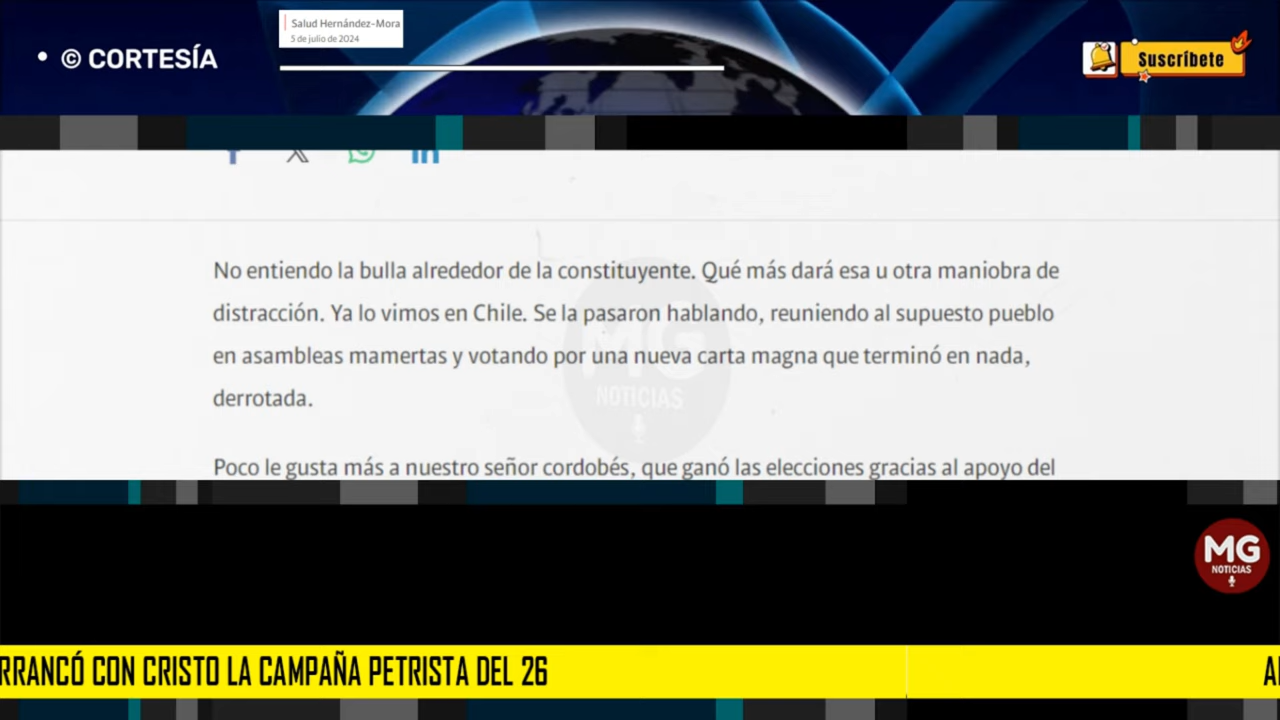 Salud Hernández-Mora
5 de julio de 2024
© CORTESÍA
Suscríbete
No entiendo la bulla alrededor de la constituyente. Qué más dará esa u otra maniobra de
distracción. Ya lo vimos en Chile. Se la pasaron hablando, reuniendo al supuesto pueblo
en asambleas mamertas y votando por una nueva carta magna que terminó en nada,
derrotada.
MG
NOTICIAS
Poco le gusta más a nuestro señor cordobés, que ganó las elecciones gracias al apoyo del
MG
NOTICIAS
RRANCÓ CON CRISTO LA CAMPAÑA PETRISTA DEL 26